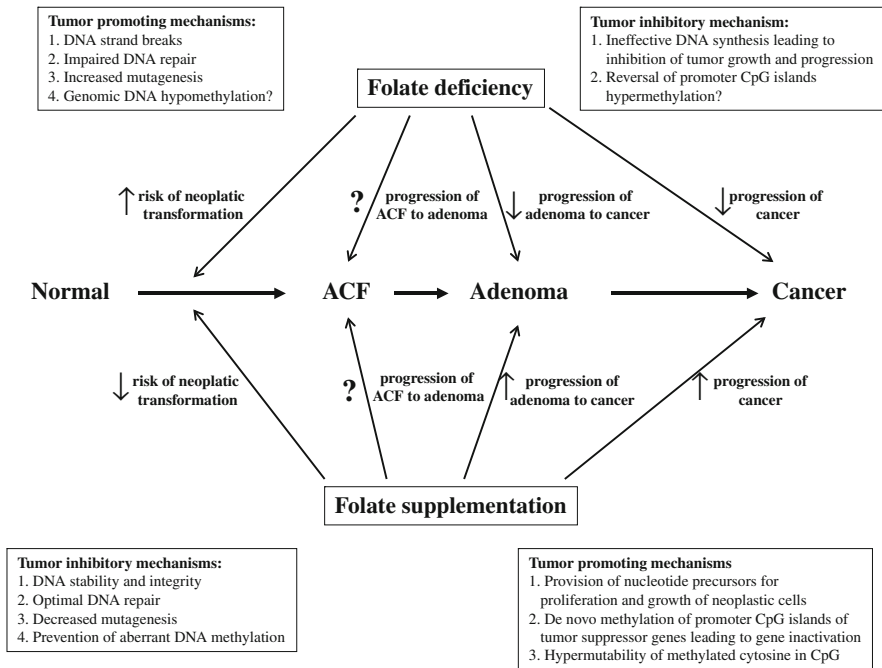 Tumor promoting mechanisms:
1. DNA strand breaks
2. Impaired DNA repair
3. Increased mutagenesis
4. Genomic DNA hypomethylation?
Tumor inhibitory mechanism:
1. Ineffective DNA synthesis leading to
inhibition of tumor growth and progression
2. Reversal of promoter CpG islands
hypermethylation?
Folate deficiency
↑ risk of neoplatic
transformation
? progression of
ACF to adenoma
↓ progression of
adenoma to cancer
↓ progression of
cancer
Normal ACF Adenoma Cancer
↓ risk of neoplatic
transformation
? progression of
ACF to adenoma
↑ progression of
adenoma to cancer
↑ progression of
cancer
Folate supplementation
Tumor inhibitory mechanisms:
1. DNA stability and integrity
2. Optimal DNA repair
3. Decreased mutagenesis
4. Prevention of aberrant DNA methylation
Tumor promoting mechanisms
1. Provision of nucleotide precursors for
proliferation and growth of neoplastic cells
2. De novo methylation of promoter CpG islands of
tumor suppressor genes leading to gene inactivation
3. Hypermutability of methylated cytosine in CpG